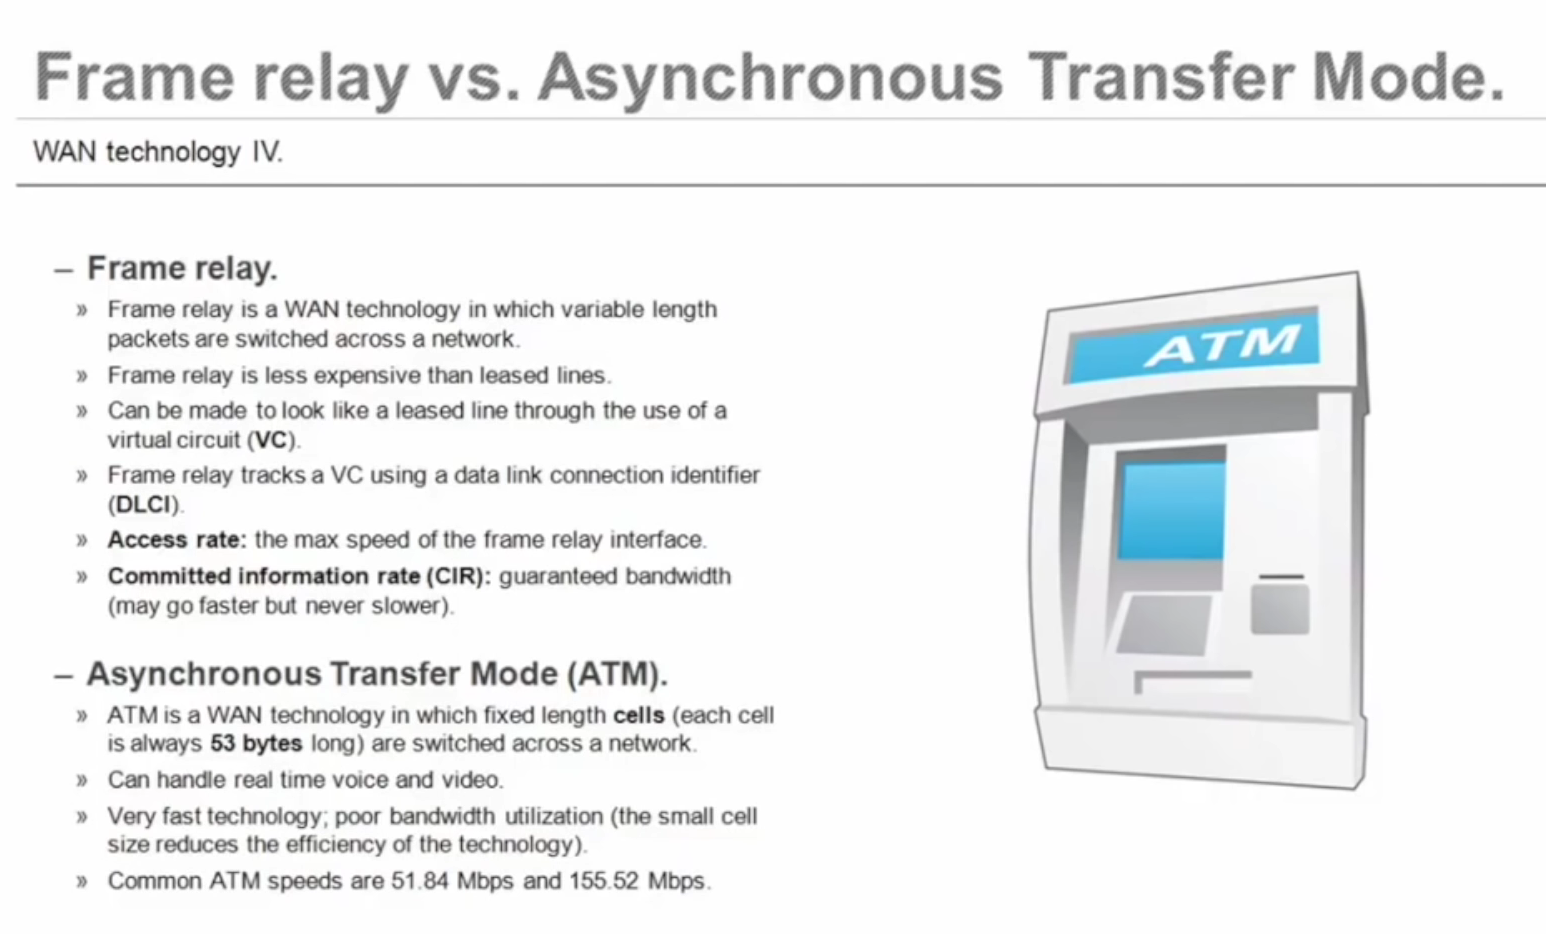 Frame relay vs. Asynchronous Transfer Mode.
WAN technology IV.
– Frame relay.
» Frame relay is a WAN technology in which variable length
packets are switched across a network.
» Frame relay is less expensive than leased lines.
» Can be made to look like a leased line through the use of a
virtual circuit (VC).
» Frame relay tracks a VC using a data link connection identifier
(DLCI).
» Access rate: the max speed of the frame relay interface.
» Committed information rate (CIR): guaranteed bandwidth
(may go faster but never slower).
– Asynchronous Transfer Mode (ATM).
» ATM is a WAN technology in which fixed length cells (each cell
is always 53 bytes long) are switched across a network.
» Can handle real time voice and video.
» Very fast technology; poor bandwidth utilization (the small cell
size reduces the efficiency of the technology).
» Common ATM speeds are 51.84 Mbps and 155.52 Mbps.
ATM